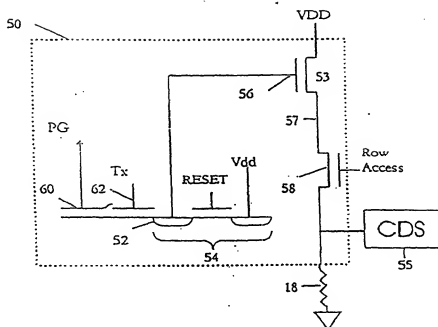 50
VDD
53
56
57
PG
Tx
RESET
Vdd
Row
Access
58
60
62
52
54
CDS
55
18